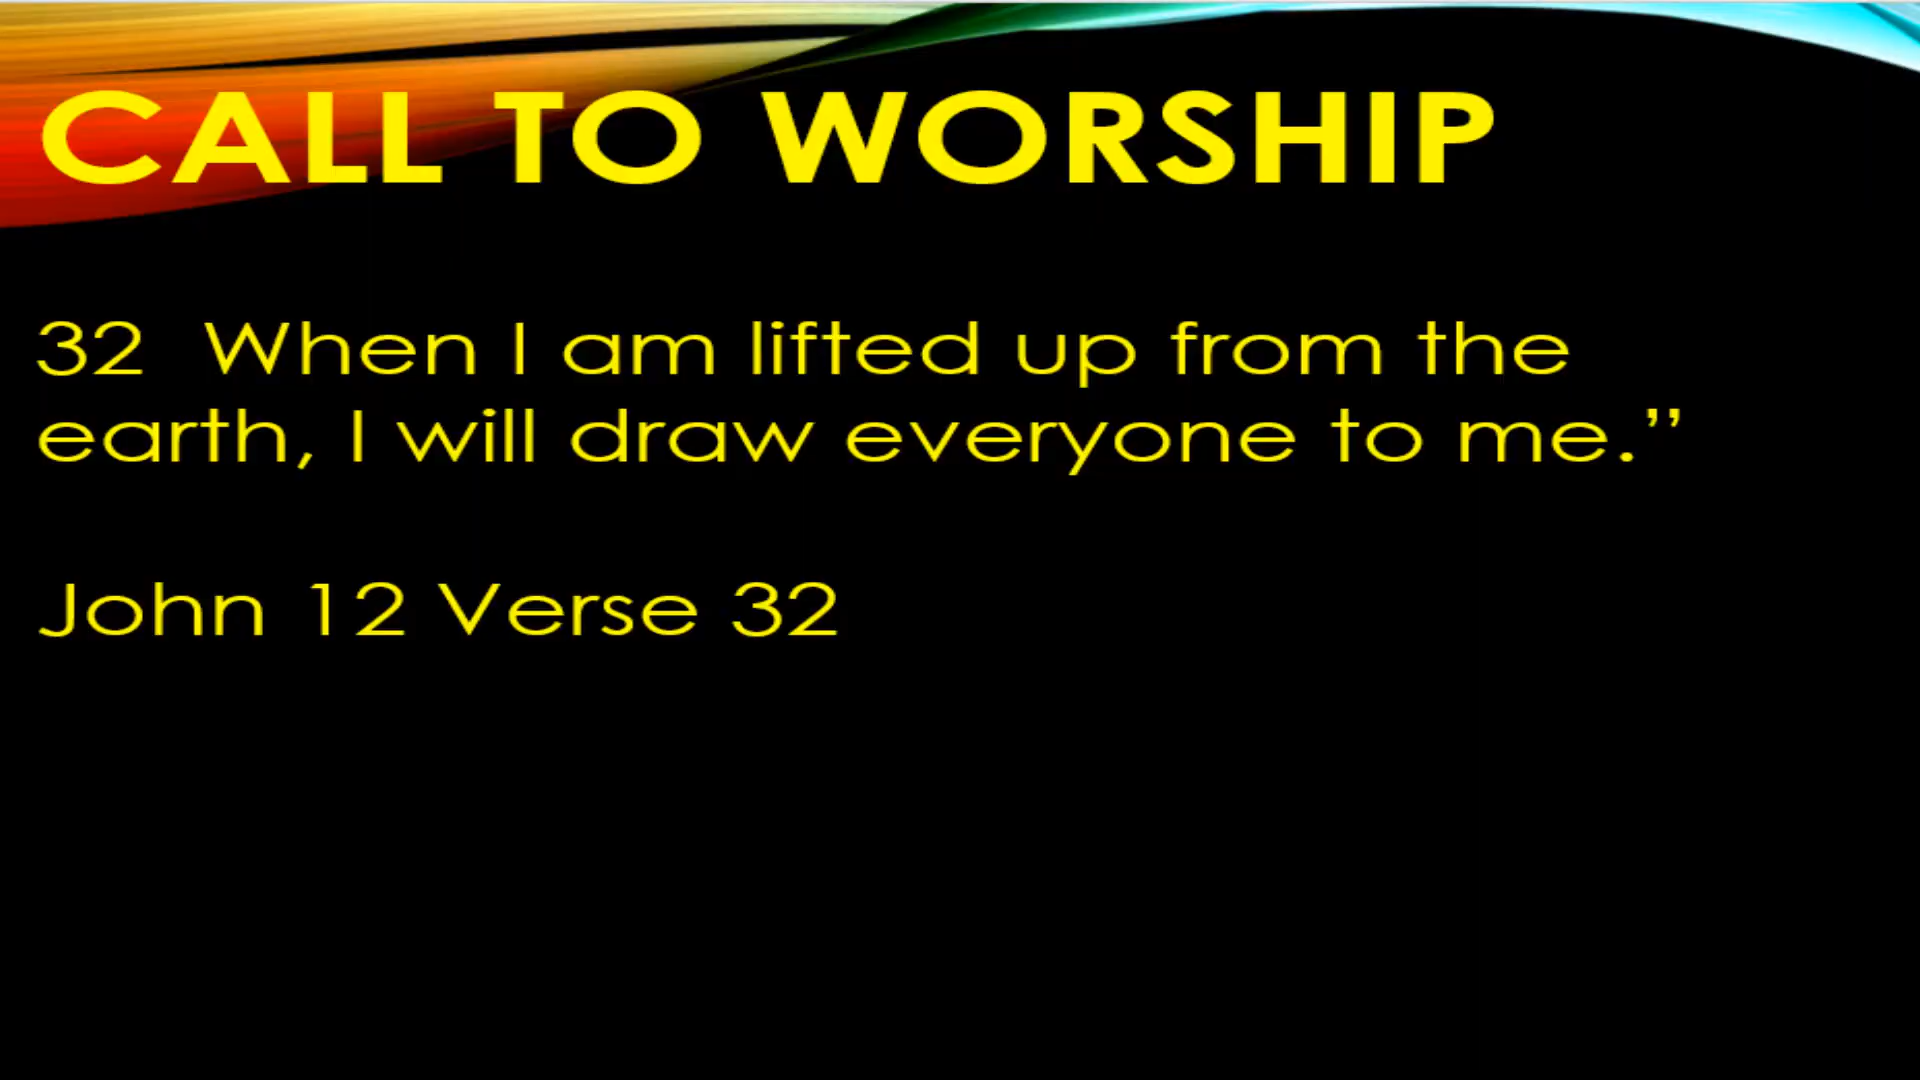 CALL TO WORSHIP
32  When I am lifted up from the
earth, I will draw everyone to me.”
John 12 Verse 32